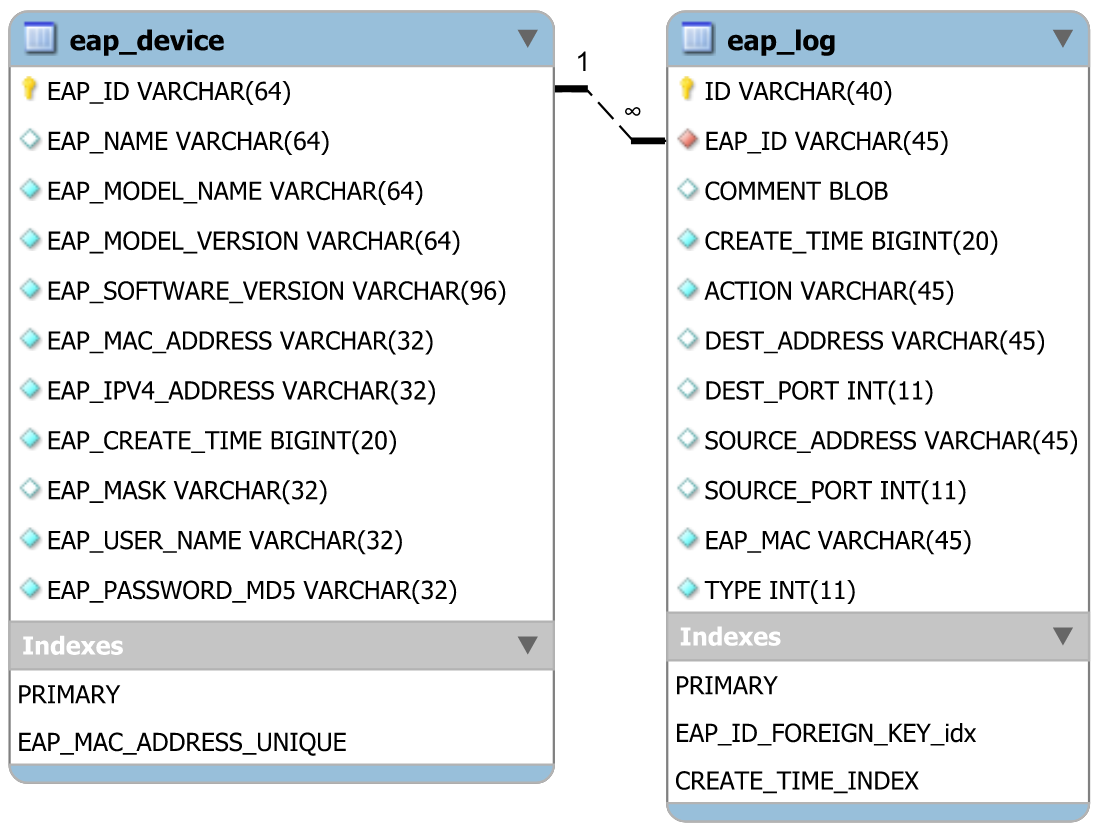 eap_device
EAP_ID VARCHAR(64)
EAP_NAME VARCHAR(64)
EAP_MODEL_NAME VARCHAR(64)
EAP_MODEL_VERSION VARCHAR(64)
EAP_SOFTWARE_VERSION VARCHAR(96)
EAP_MAC_ADDRESS VARCHAR(32)
EAP_IPV4_ADDRESS VARCHAR(32)
EAP_CREATE_TIME BIGINT(20)
EAP_MASK VARCHAR(32)
EAP_USER_NAME VARCHAR(32)
EAP_PASSWORD_MD5 VARCHAR(32)
Indexes
PRIMARY
EAP_MAC_ADDRESS_UNIQUE
1
∞
eap_log
ID VARCHAR(40)
EAP_ID VARCHAR(45)
COMMENT BLOB
CREATE_TIME BIGINT(20)
ACTION VARCHAR(45)
DEST_ADDRESS VARCHAR(45)
DEST_PORT INT(11)
SOURCE_ADDRESS VARCHAR(45)
SOURCE_PORT INT(11)
EAP_MAC VARCHAR(45)
TYPE INT(11)
Indexes
PRIMARY
EAP_ID_FOREIGN_KEY_idx
CREATE_TIME_INDEX